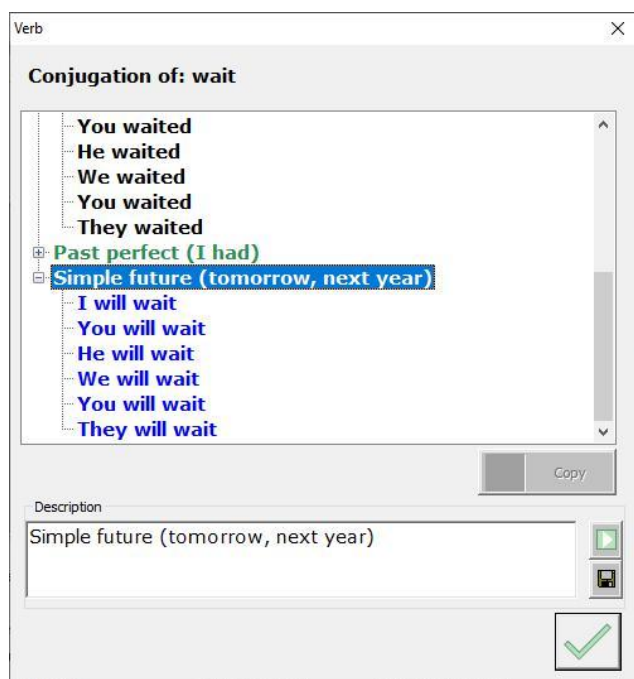 Verb
Conjugation of: wait
You waited
He waited
We waited
You waited
They waited
Past perfect (I had)
Simple future (tomorrow, next year)
I will wait
You will wait
He will wait
We will wait
You will wait
They will wait
Copy
Description
Simple future (tomorrow, next year)